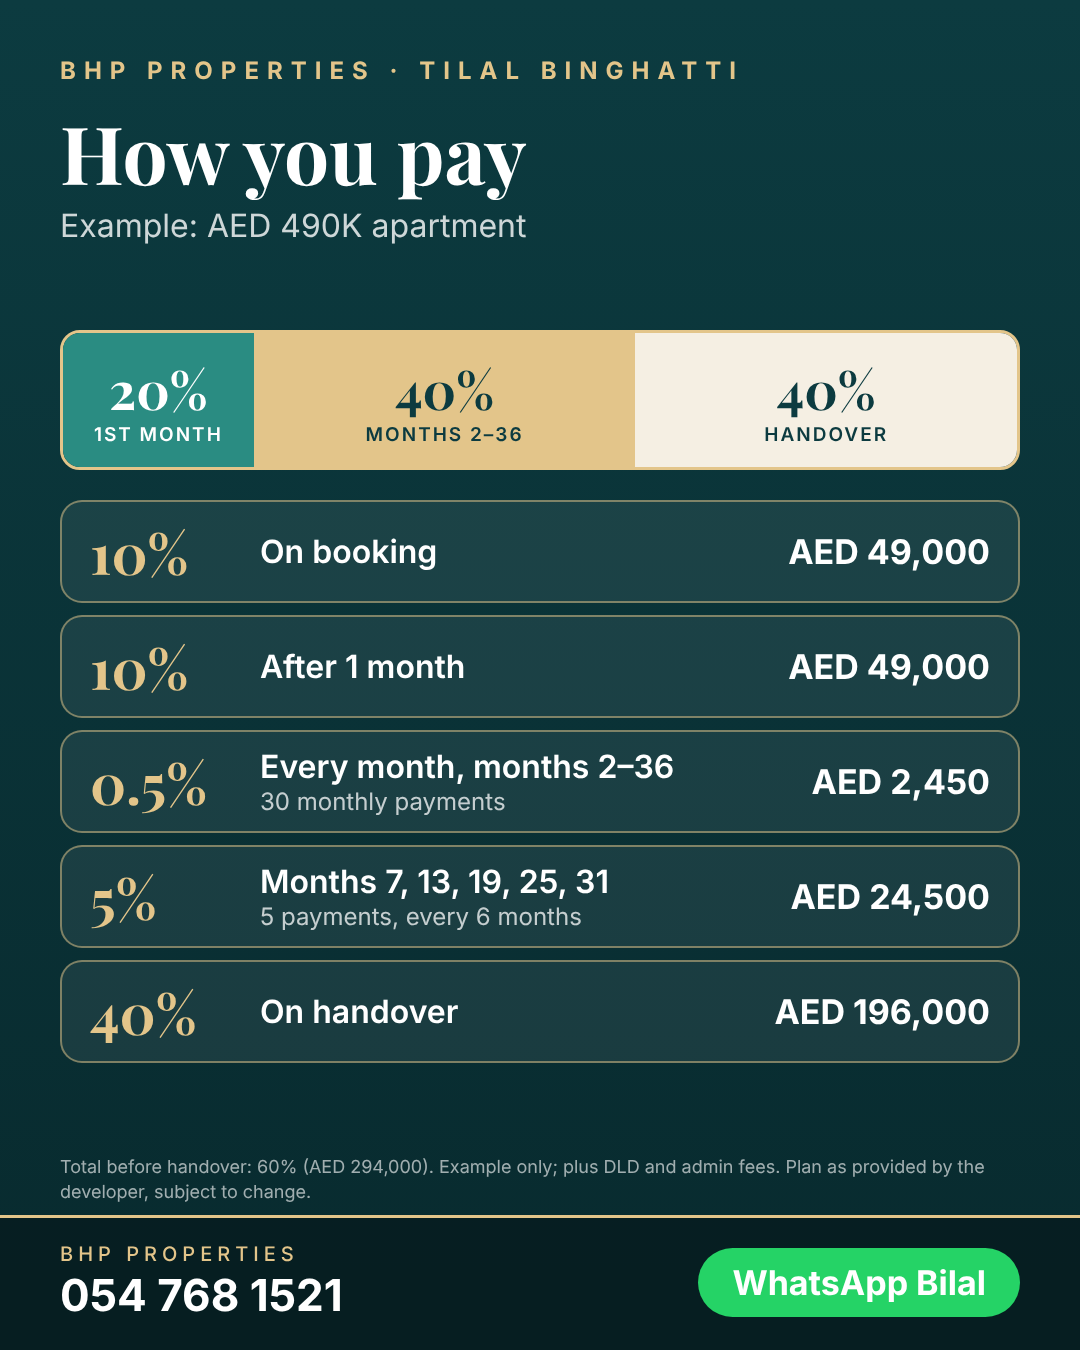 BHP PROPERTIES · TILAL BINGHATTI
How you pay
Example: AED 490K apartment
20%
1ST MONTH
40%
MONTHS 2–36
40%
HANDOVER
10%
On booking
AED 49,000
10%
After 1 month
AED 49,000
0.5%
Every month, months 2–36
30 monthly payments
AED 2,450
5%
Months 7, 13, 19, 25, 31
5 payments, every 6 months
AED 24,500
40%
On handover
AED 196,000
Total before handover: 60% (AED 294,000). Example only; plus DLD and admin fees. Plan as provided by the
developer, subject to change.
BHP PROPERTIES
054 768 1521
WhatsApp Bilal